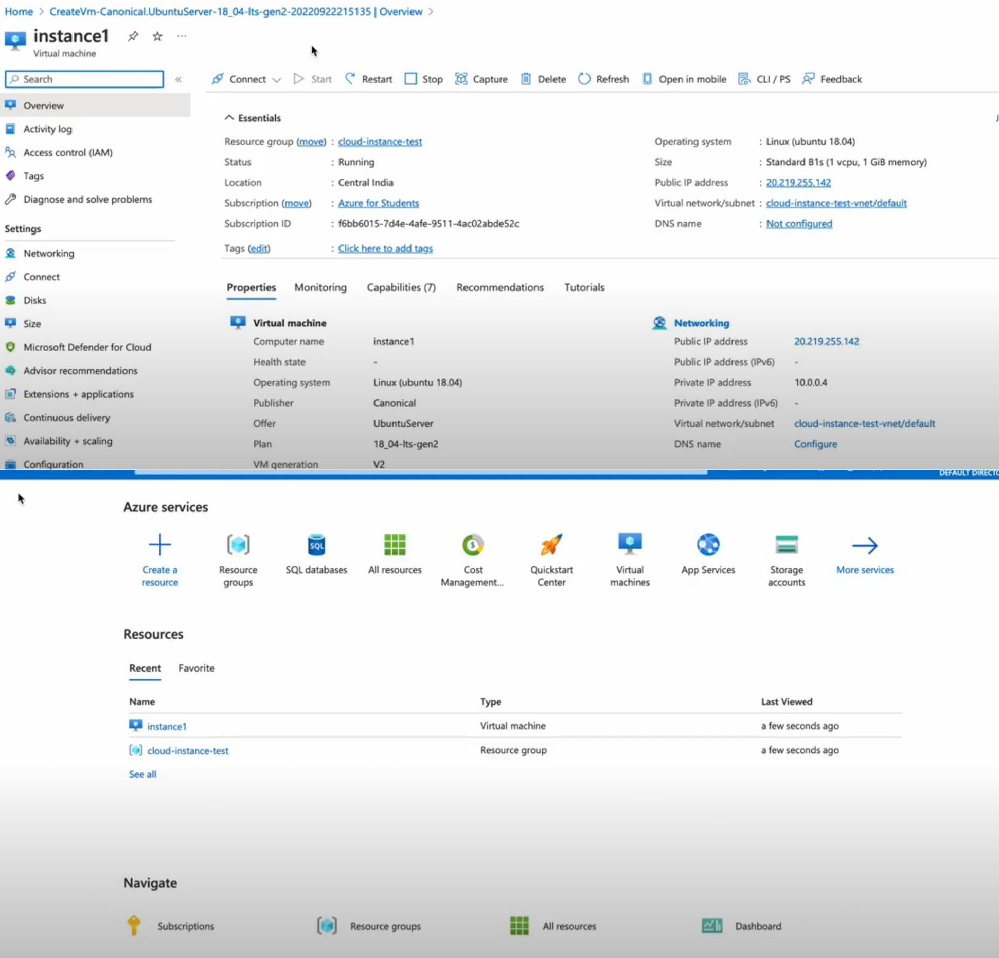 Home > CreateVm-Canonical.UbuntuServer-18_04-lts-gen2-20220922215135 | Overview >
instance1
Virtual machine
Search
Connect Start Restart Stop Capture Delete Refresh Open in mobile CLI / PS Feedback
Overview
Activity log
Access control (IAM)
Tags
Diagnose and solve problems
Settings
Networking
Connect
Disks
Size
Microsoft Defender for Cloud
Advisor recommendations
Extensions + applications
Continuous delivery
Availability + scaling
Configuration
Essentials
Resource group (move) : cloud-instance-test
Status : Running
Location : Central India
Subscription (move) : Azure for Students
Subscription ID : f6bb6015-7d4e-4afe-9511-4ac02abde52c
Tags (edit) : Click here to add tags
Operating system : Linux (ubuntu 18.04)
Size : Standard B1s (1 vcpu, 1 GiB memory)
Public IP address : 20.219.255.142
Virtual network/subnet : cloud-instance-test-vnet/default
DNS name : Not configured
Properties Monitoring Capabilities (7) Recommendations Tutorials
Virtual machine
Computer name instance1
Health state -
Operating system Linux (ubuntu 18.04)
Publisher Canonical
Offer UbuntuServer
Plan 18_04-lts-gen2
VM generation V2
Networking
Public IP address 20.219.255.142
Public IP address (IPv6) -
Private IP address 10.0.0.4
Private IP address (IPv6) -
Virtual network/subnet cloud-instance-test-vnet/default
DNS name Configure
DEFAULT DIRECTO
Azure services
Create a resource
Resource groups
SQL
SQL databases
All resources
Cost Management...
Quickstart Center
Virtual machines
App Services
Storage accounts
More services
Resources
Recent Favorite
Name Type Last Viewed
instance1 Virtual machine a few seconds ago
cloud-instance-test Resource group a few seconds ago
See all
Navigate
Subscriptions Resource groups All resources Dashboard